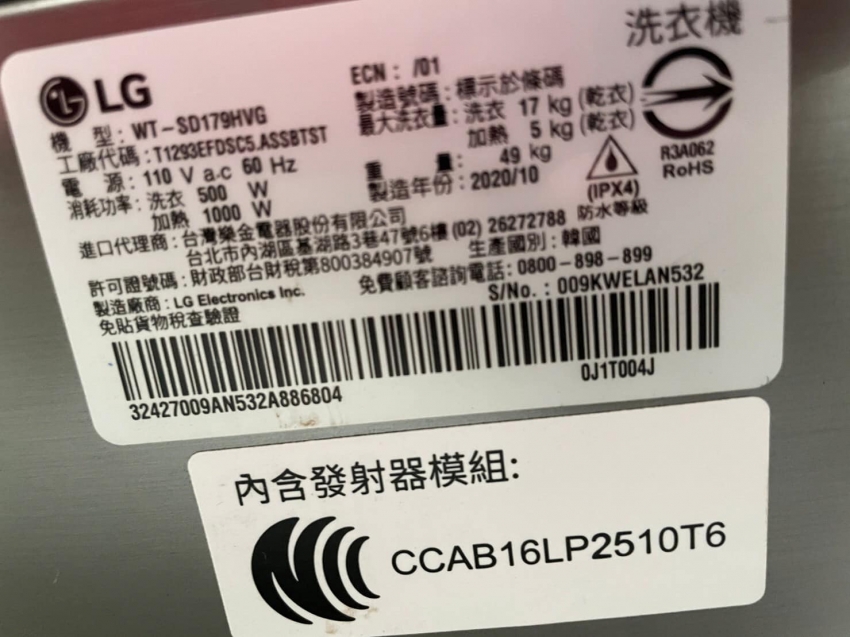 洗衣機
LG
ECN : /01
機 型: WT-SD179HVG
製造號碼: 標示於條碼
工廠代碼: T1293EFDSC5.ASSBTST
最大洗衣量: 洗衣 17 kg (乾衣)
加熱 5 kg (乾衣)
電 源: 110 V a.c 60 Hz
重 量: 49 kg
消耗功率: 洗衣 500 W
加熱 1000 W
製造年份: 2020/10
(IPX4)
防水等級
R3A062
RoHS
進口代理商: 台灣樂金電器股份有限公司
台北市內湖區基湖路3巷47號6樓 (02) 26272788
許可證號碼: 財政部台財稅第800384907號
生產國別: 韓國
製造廠商: LG Electronics Inc.
免費顧客諮詢電話: 0800-898-899
免貼貨物稅查驗證
S/No. : 009KWELAN532
32427009AN532A886804
0J1T004J
內含發射器模組:
CCAB16LP2510T6